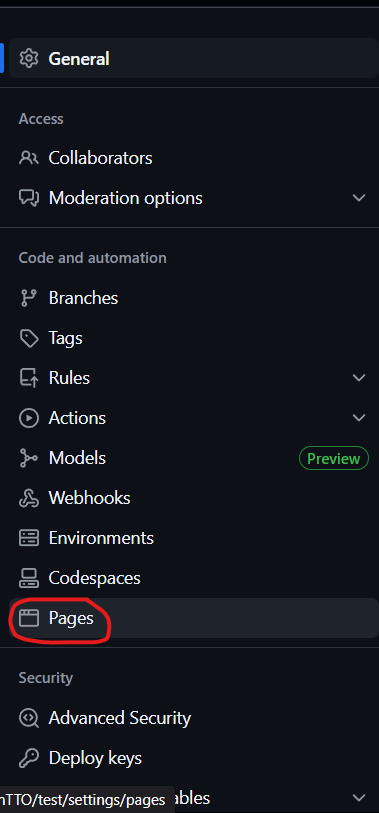 General
Access
Collaborators
Moderation options
Code and automation
Branches
Tags
Rules
Actions
Models Preview
Webhooks
Environments
Codespaces
Pages
Security
Advanced Security
Deploy keys
TTO/test/settings/pages ables